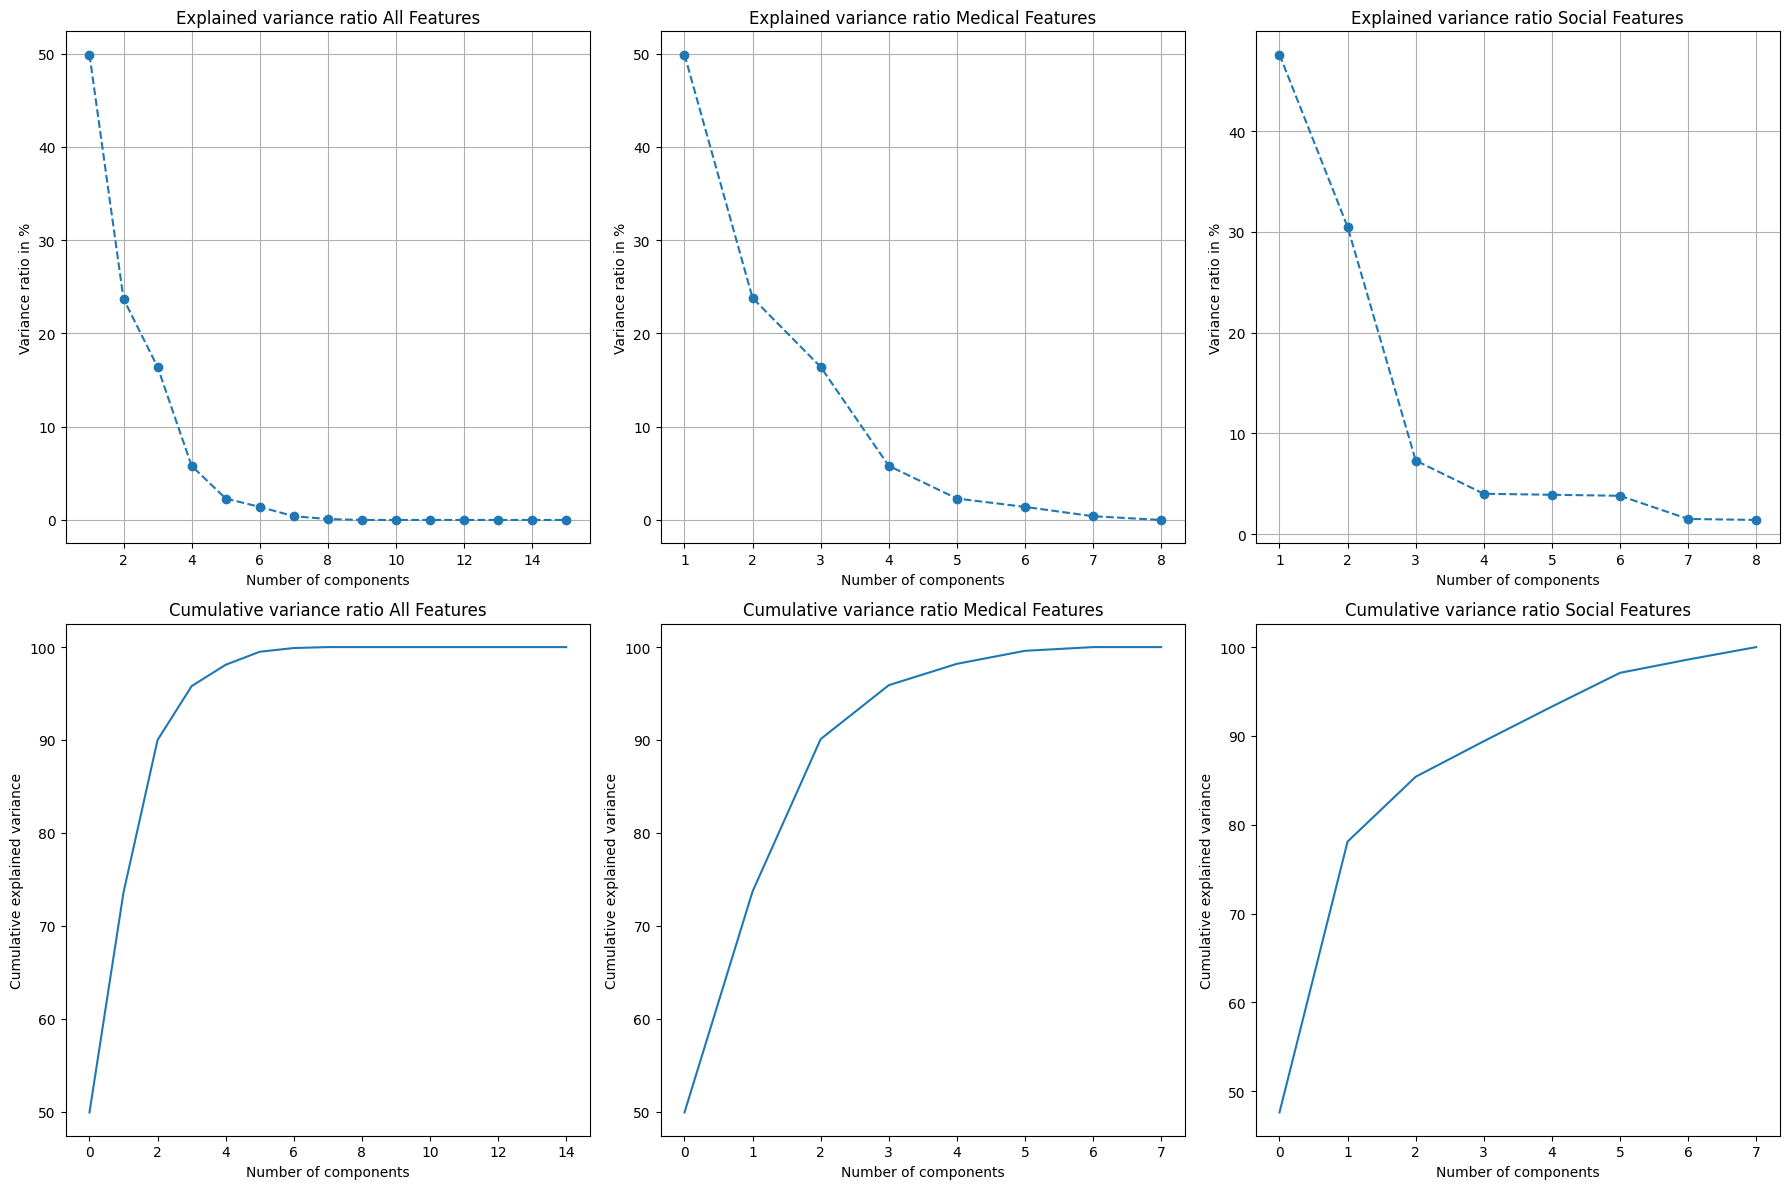 Explained variance ratio All Features
Variance ratio in %
50
40
30
20
10
0
2 4 6 8 10 12 14
Number of components
Explained variance ratio Medical Features
Variance ratio in %
50
40
30
20
10
0
1 2 3 4 5 6 7 8
Number of components
Explained variance ratio Social Features
Variance ratio in %
40
30
20
10
0
1 2 3 4 5 6 7 8
Number of components
Cumulative variance ratio All Features
Cumulative explained variance
100
90
80
70
60
50
0 2 4 6 8 10 12 14
Number of components
Cumulative variance ratio Medical Features
Cumulative explained variance
100
90
80
70
60
50
0 1 2 3 4 5 6 7
Number of components
Cumulative variance ratio Social Features
Cumulative explained variance
100
90
80
70
60
50
0 1 2 3 4 5 6 7
Number of components